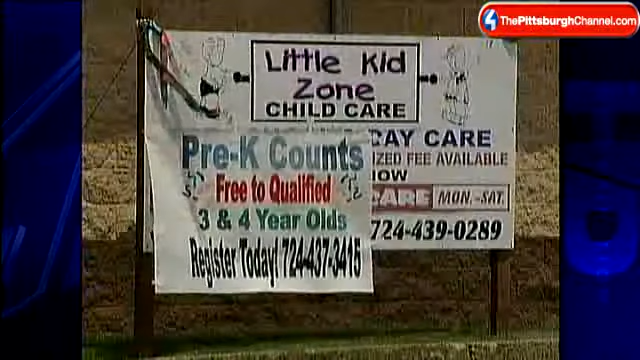 4 ThePittsburghChannel.com
Little Kid
Zone
CHILD CARE
CAY CARE
IZED FEE AVAILABLE
OW
CARE MON.-SAT.
724-439-0289
Pre-K Counts
Free to Qualified
3 & 4 Year Olds
Register Today! 724-437-3415